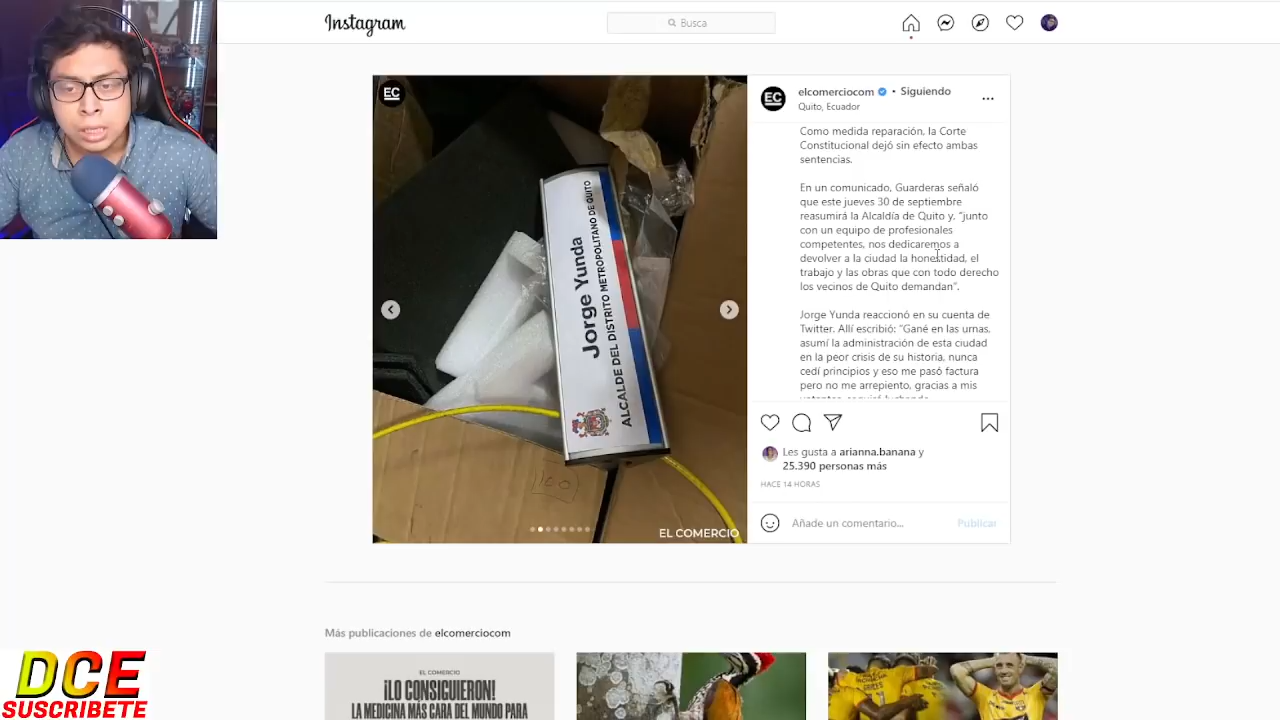 Instagram
Busca
EC
Jorge Yunda
ALCALDE DEL DISTRITO METROPOLITANO DE QUITO
100
EL COMERCIO
EC
elcomerciocom • Siguiendo
Quito, Ecuador
Como medida reparación, la Corte
Constitucional dejó sin efecto ambas
sentencias.
En un comunicado, Guarderas señaló
que este jueves 30 de septiembre
reasumirá la Alcaldía de Quito y, “junto
con un equipo de profesionales
competentes, nos dedicaremos a
devolver a la ciudad la honestidad, el
trabajo y las obras que con todo derecho
los vecinos de Quito demandan”.
Jorge Yunda reaccionó en su cuenta de
Twitter. Allí escribió: “Gané en las urnas,
asumí la administración de esta ciudad
en la peor crisis de su historia, nunca
cedí principios y eso me pasó factura
pero no me arrepiento, gracias a mis
votantes, seguiré luchando
Les gusta a arianna.banana y
25.390 personas más
HACE 14 HORAS
Añade un comentario... Publicar
Más publicaciones de elcomerciocom
EL COMERCIO
¡LO CONSIGUIERON!
LA MEDICINA MÁS CARA DEL MUNDO PARA
DCE
SUSCRIBETE